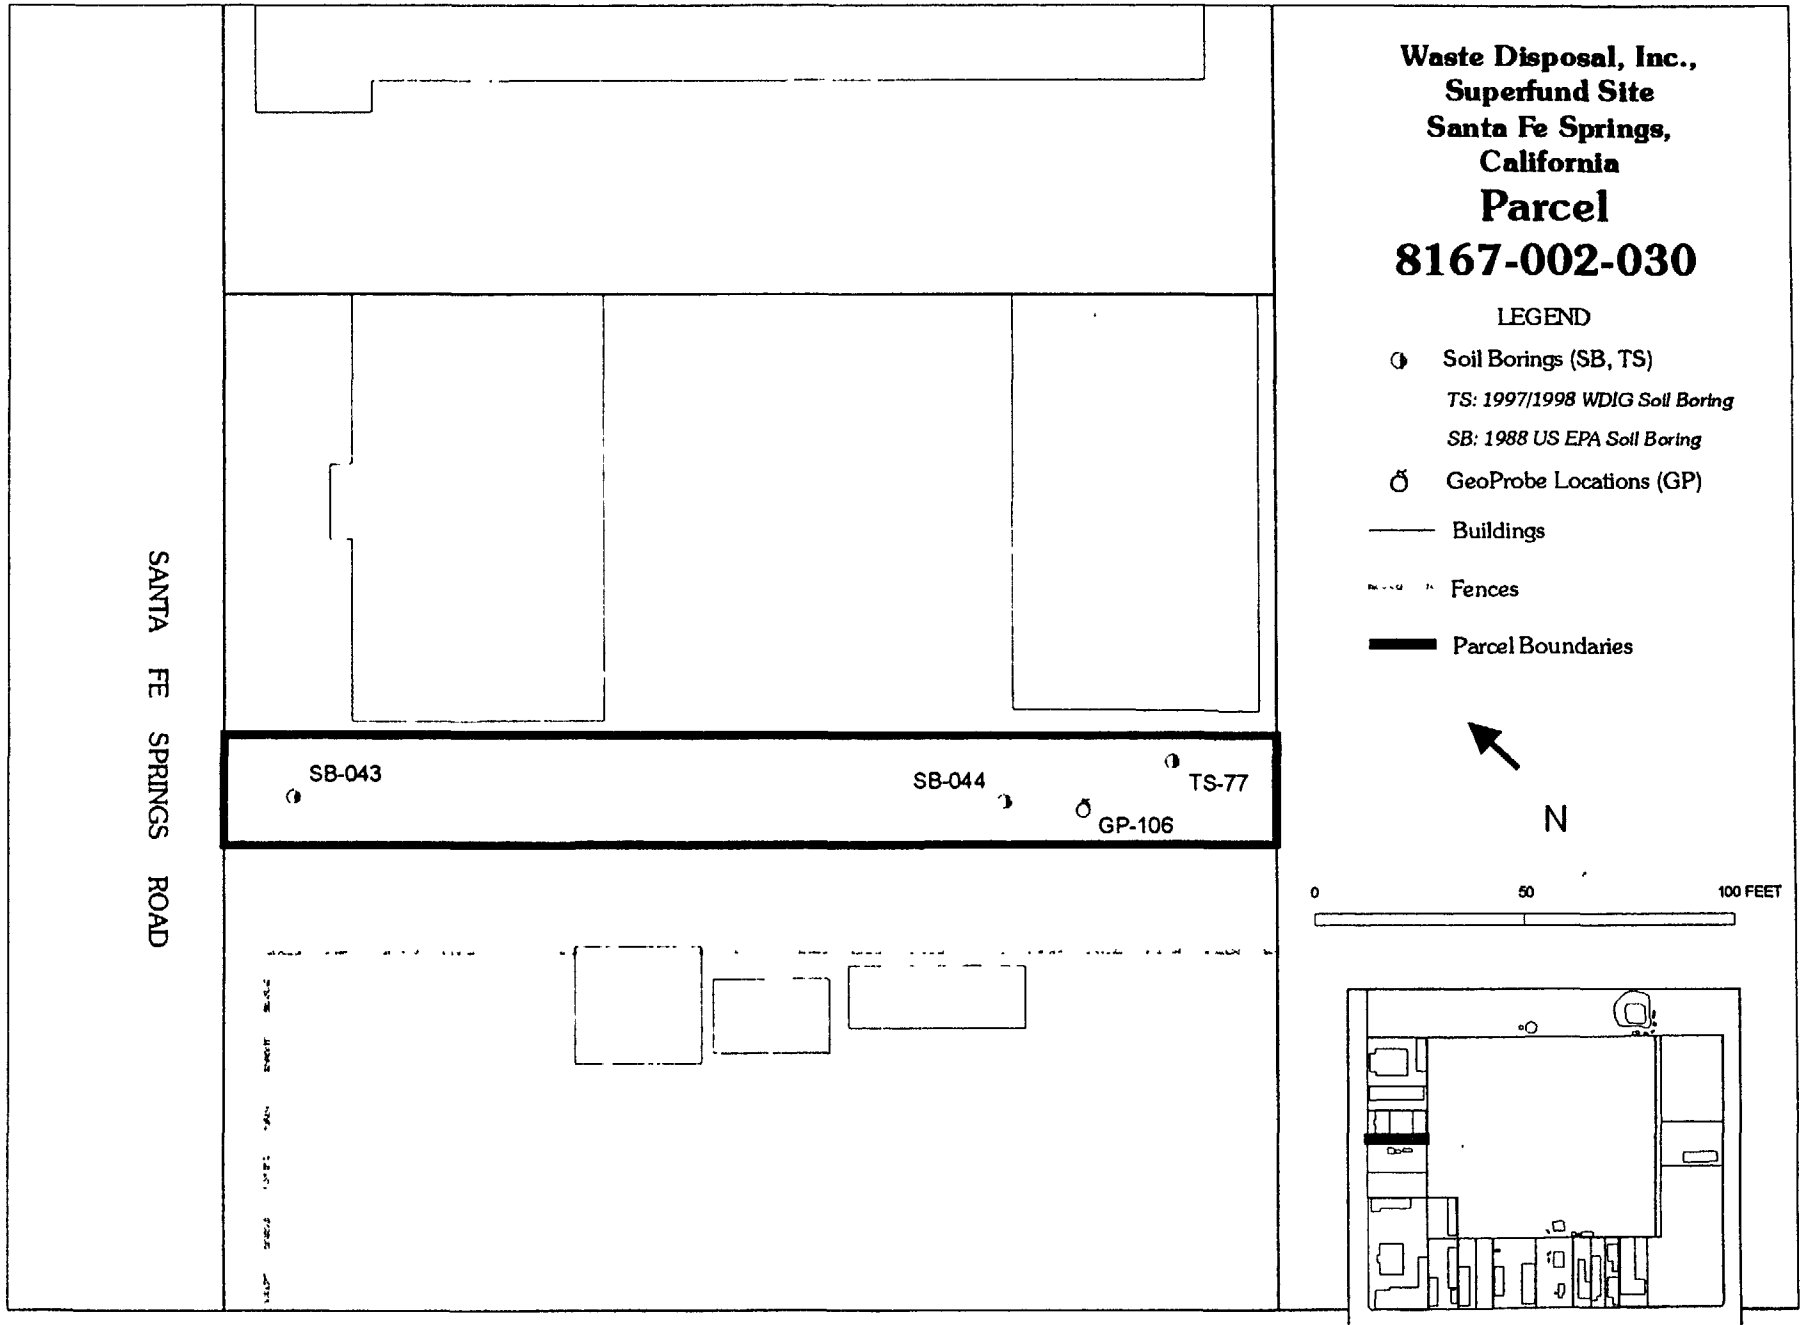 Waste Disposal, Inc.,
Superfund Site
Santa Fe Springs,
California
Parcel
8167-002-030
LEGEND
Soil Borings (SB, TS)
TS: 1997/1998 WDIG Soil Boring
SB: 1988 US EPA Soil Boring
GeoProbe Locations (GP)
Buildings
Fences
Parcel Boundaries
N
0 50 100 FEET
SANTA FE SPRINGS ROAD
SB-043
SB-044
TS-77
GP-106